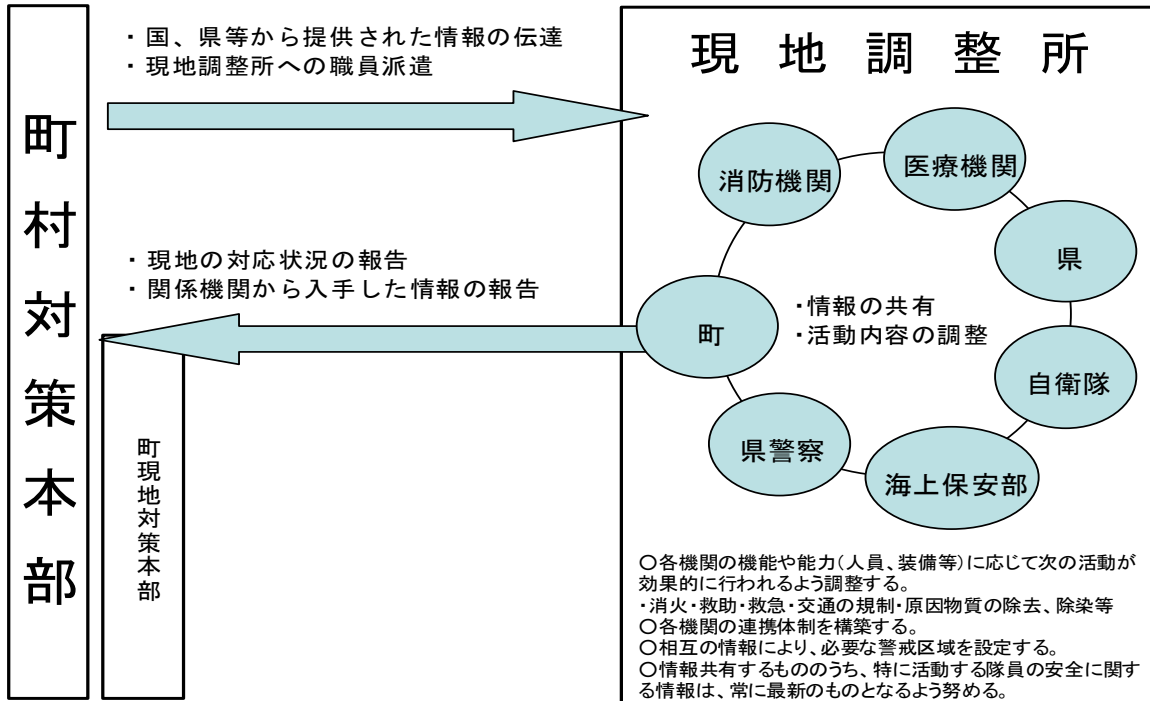 町村対策本部
・国、県等から提供された情報の伝達
・現地調整所への職員派遣
・現地の対応状況の報告
・関係機関から入手した情報の報告
町現地対策本部
現地調整所
消防機関
医療機関
県
自衛隊
海上保安部
県警察
町
・情報の共有
・活動内容の調整
〇各機関の機能や能力(人員、装備等)に応じて次の活動が
効果的に行われるよう調整する。
・消火・救助・救急・交通の規制・原因物質の除去、除染等
〇各機関の連携体制を構築する。
〇相互の情報により、必要な警戒区域を設定する。
〇情報共有するもののうち、特に活動する隊員の安全に関す
る情報は、常に最新のものとなるよう努める。